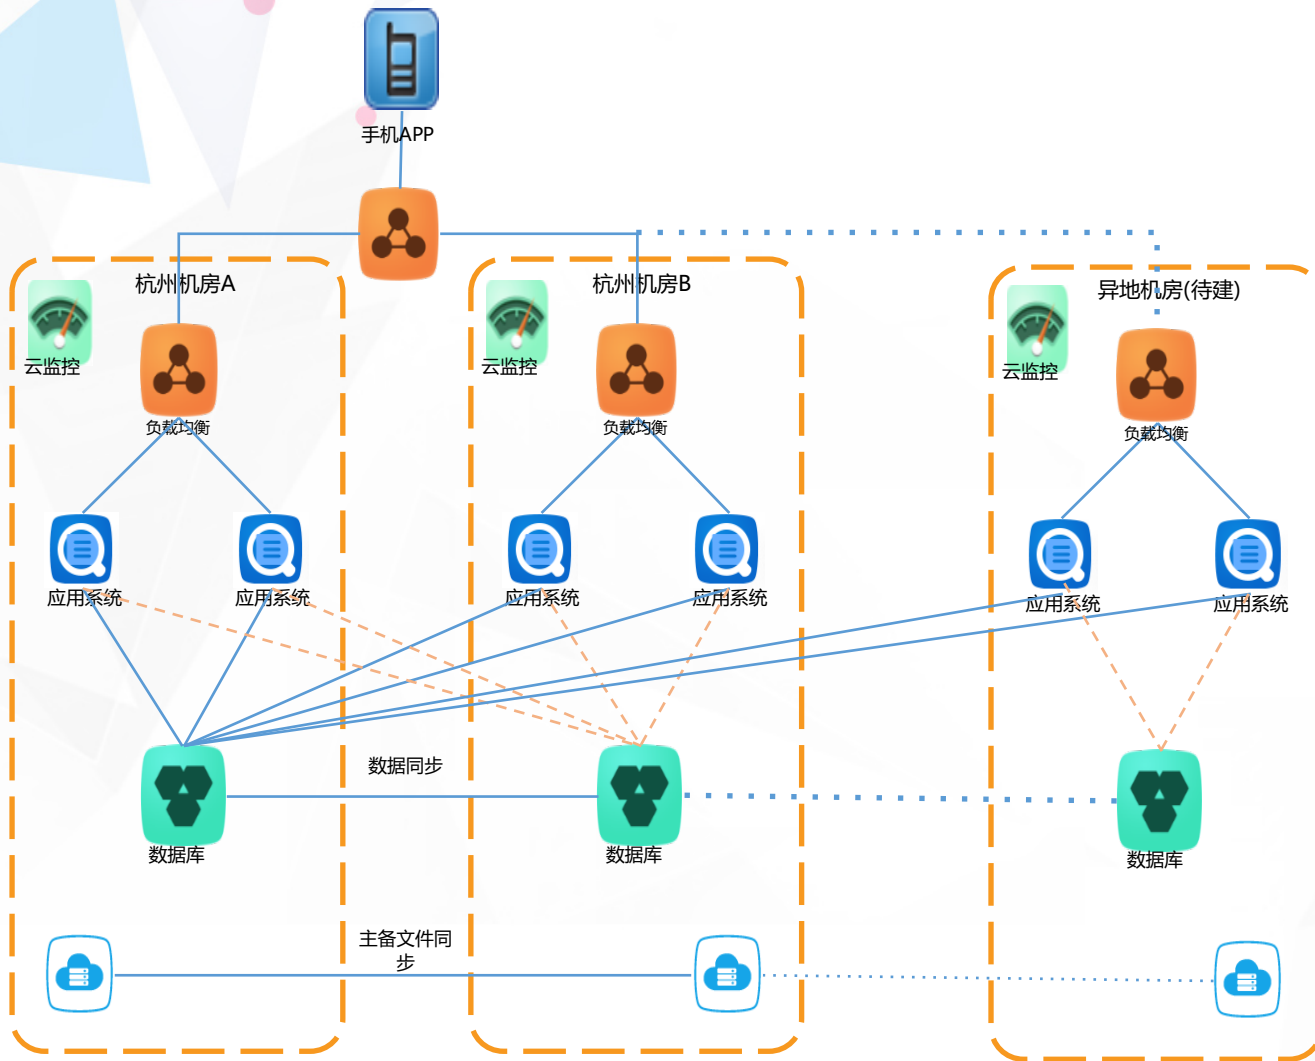 手机APP
杭州机房A
杭州机房B
异地机房(待建)
云监控
云监控
云监控
负载均衡
负载均衡
负载均衡
应用系统
应用系统
应用系统
应用系统
应用系统
应用系统
数据同步
数据库
数据库
数据库
主备文件同
步